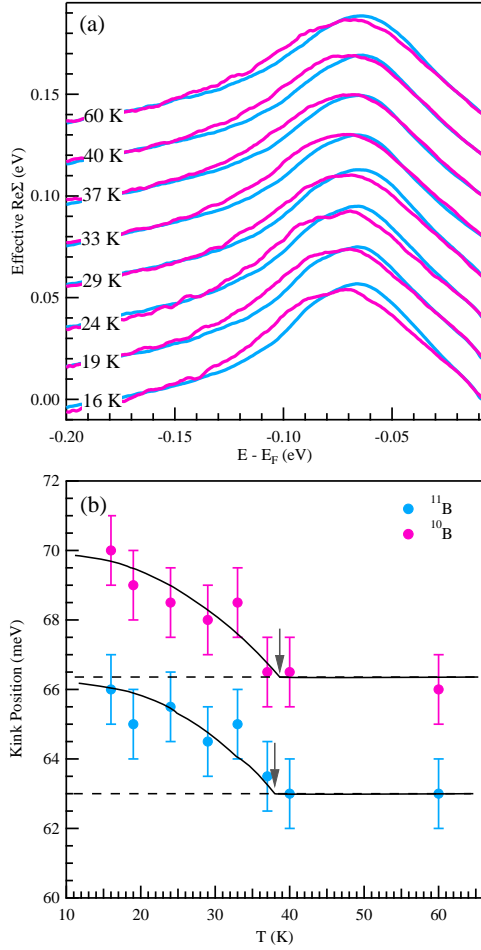 (a)
0.15
0.10
0.05
0.00
Effective ReΣ (eV)
60 K
40 K
37 K
33 K
29 K
24 K
19 K
16 K
-0.20
-0.15
-0.10
-0.05
E - E_F (eV)
(b)
72
70
68
66
64
62
60
Kink Position (meV)
¹¹B
¹⁰B
10
20
30
40
50
60
T (K)